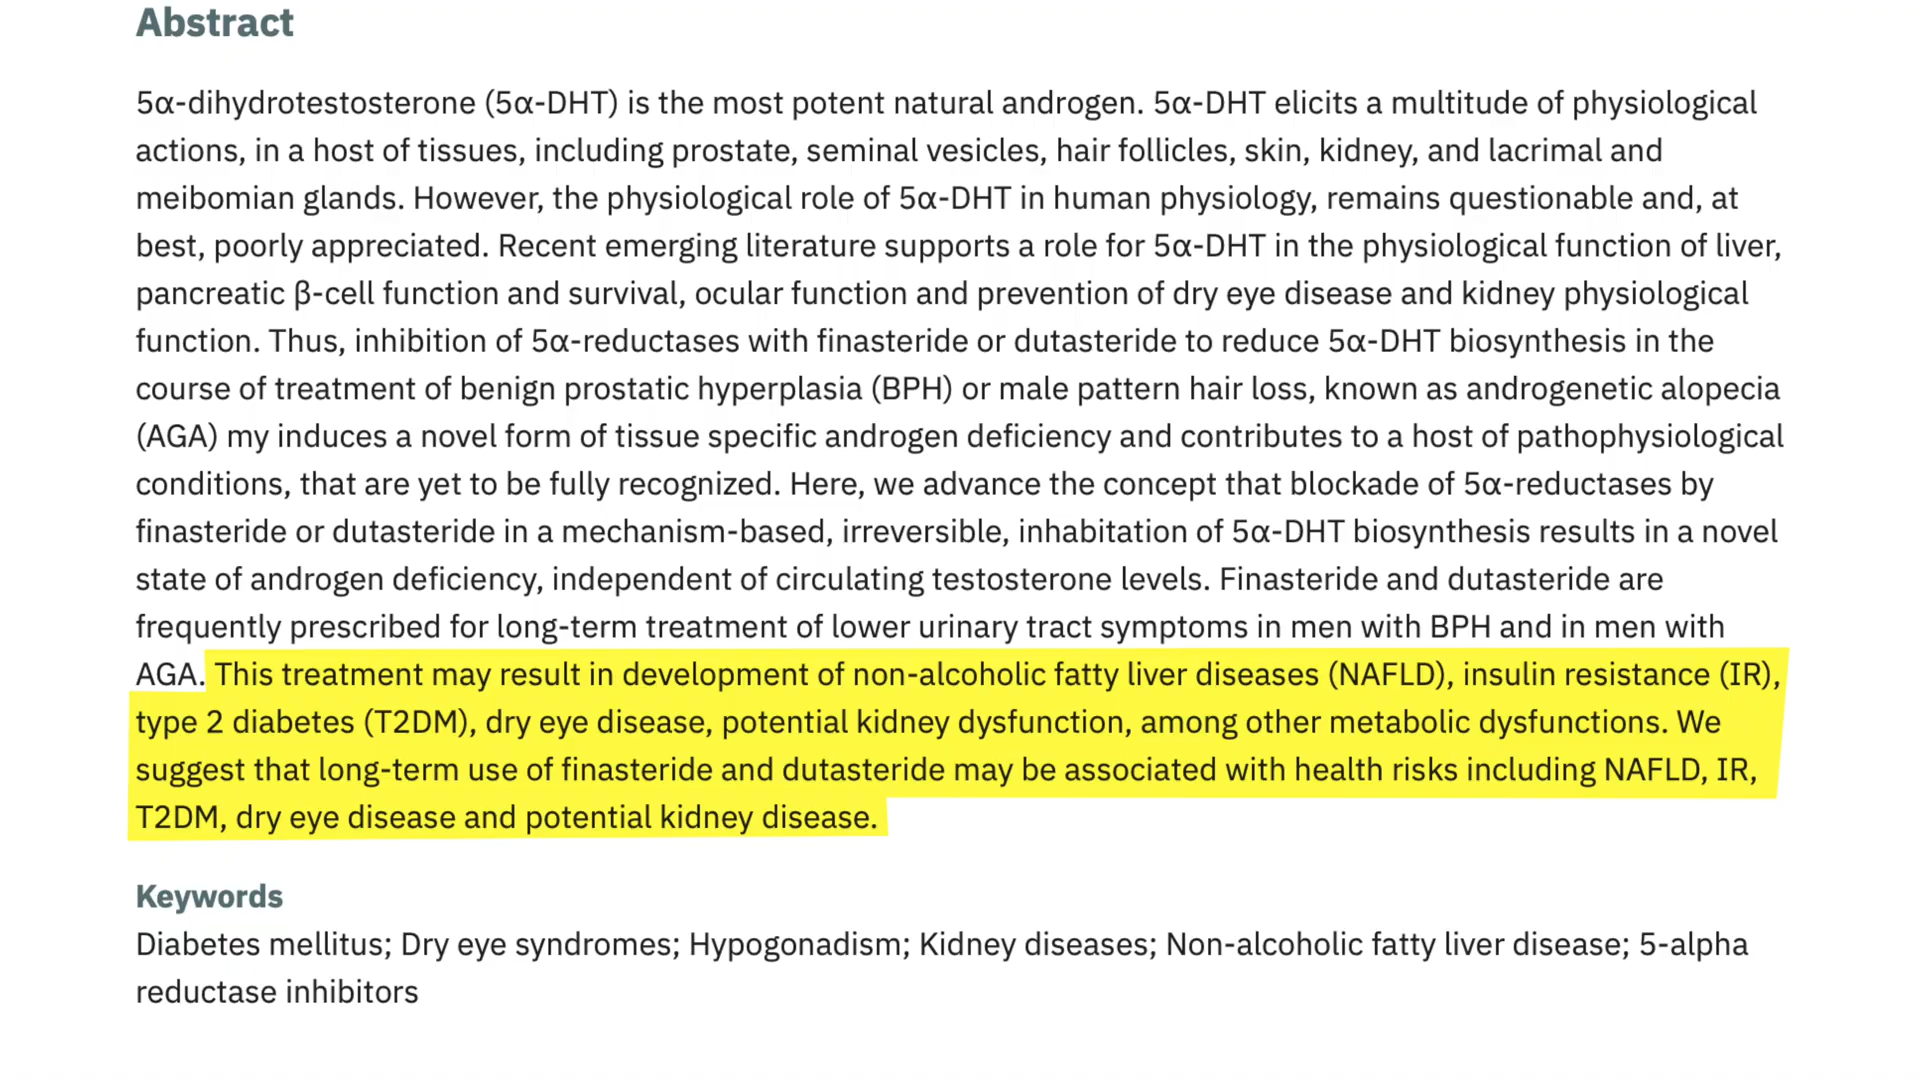 Abstract
5α-dihydrotestosterone (5α-DHT) is the most potent natural androgen. 5α-DHT elicits a multitude of physiological
actions, in a host of tissues, including prostate, seminal vesicles, hair follicles, skin, kidney, and lacrimal and
meibomian glands. However, the physiological role of 5α-DHT in human physiology, remains questionable and, at
best, poorly appreciated. Recent emerging literature supports a role for 5α-DHT in the physiological function of liver,
pancreatic β-cell function and survival, ocular function and prevention of dry eye disease and kidney physiological
function. Thus, inhibition of 5α-reductases with finasteride or dutasteride to reduce 5α-DHT biosynthesis in the
course of treatment of benign prostatic hyperplasia (BPH) or male pattern hair loss, known as androgenetic alopecia
(AGA) my induces a novel form of tissue specific androgen deficiency and contributes to a host of pathophysiological
conditions, that are yet to be fully recognized. Here, we advance the concept that blockade of 5α-reductases by
finasteride or dutasteride in a mechanism-based, irreversible, inhabitation of 5α-DHT biosynthesis results in a novel
state of androgen deficiency, independent of circulating testosterone levels. Finasteride and dutasteride are
frequently prescribed for long-term treatment of lower urinary tract symptoms in men with BPH and in men with
AGA. This treatment may result in development of non-alcoholic fatty liver diseases (NAFLD), insulin resistance (IR),
type 2 diabetes (T2DM), dry eye disease, potential kidney dysfunction, among other metabolic dysfunctions. We
suggest that long-term use of finasteride and dutasteride may be associated with health risks including NAFLD, IR,
T2DM, dry eye disease and potential kidney disease.
Keywords
Diabetes mellitus; Dry eye syndromes; Hypogonadism; Kidney diseases; Non-alcoholic fatty liver disease; 5-alpha
reductase inhibitors